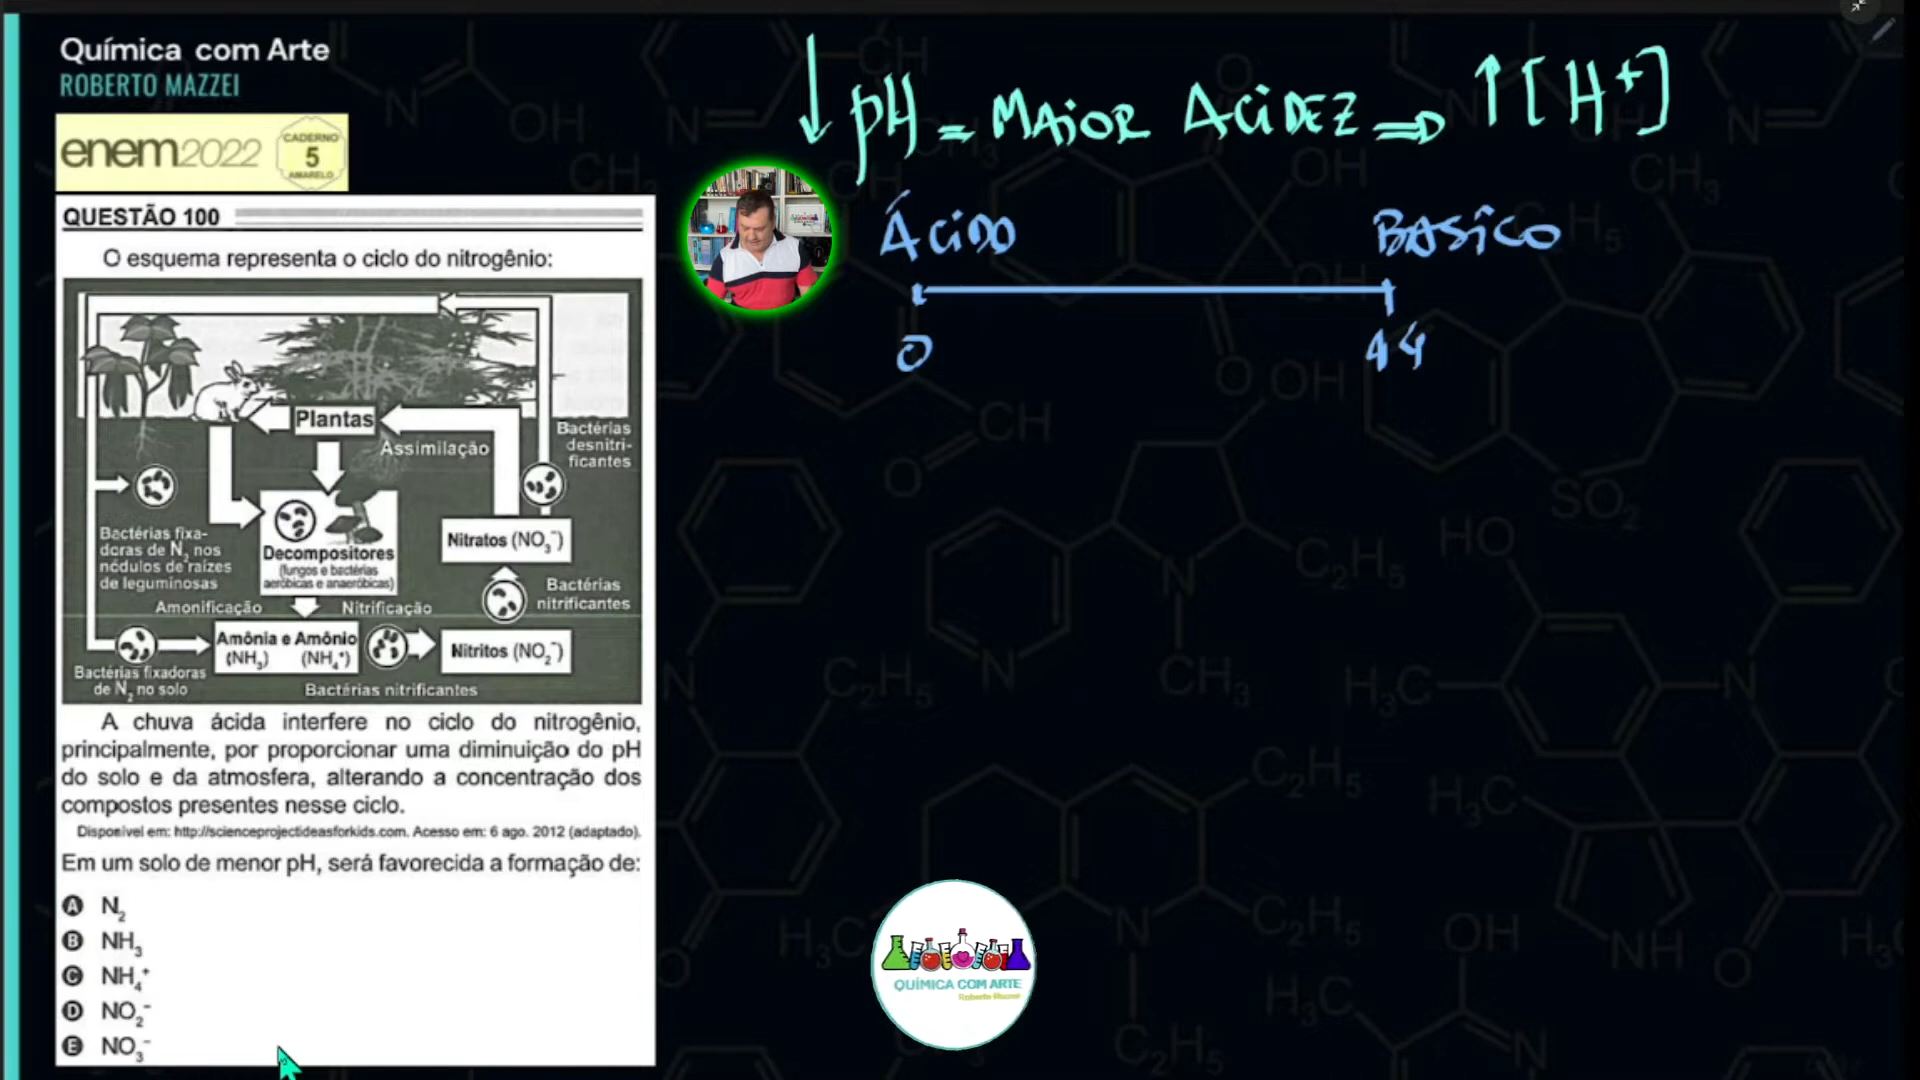 Química com Arte
ROBERTO MAZZEI
enem2022
CADERNO
5
AMARELO
↓ pH = MAIOR ACIDEZ ⇒ ↑ [H⁺]
Ácido
BASICO
0
14
QUESTÃO 100
O esquema representa o ciclo do nitrogênio:
Plantas
Assimilação
Bactérias
desnitri-
ficantes
Bactérias fixa-
doras de N₂ nos
nódulos de raízes
de leguminosas
Decompositores
(fungos e bactérias
aeróbicas e anaeróbicas)
Nitratos (NO₃⁻)
Bactérias
nitrificantes
Amonificação
Nitrificação
Amônia e Amônio
(NH₃) (NH₄⁺)
Nitritos (NO₂⁻)
Bactérias fixadoras
de N₂ no solo
Bactérias nitrificantes
A chuva ácida interfere no ciclo do nitrogênio,
principalmente, por proporcionar uma diminuição do pH
do solo e da atmosfera, alterando a concentração dos
compostos presentes nesse ciclo.
Disponível em: http://scienceprojectideasforkids.com. Acesso em: 6 ago. 2012 (adaptado).
Em um solo de menor pH, será favorecida a formação de:
A N₂
B NH₃
C NH₄⁺
D NO₂⁻
E NO₃⁻
QUÍMICA COM ARTE
Roberto Mazzei